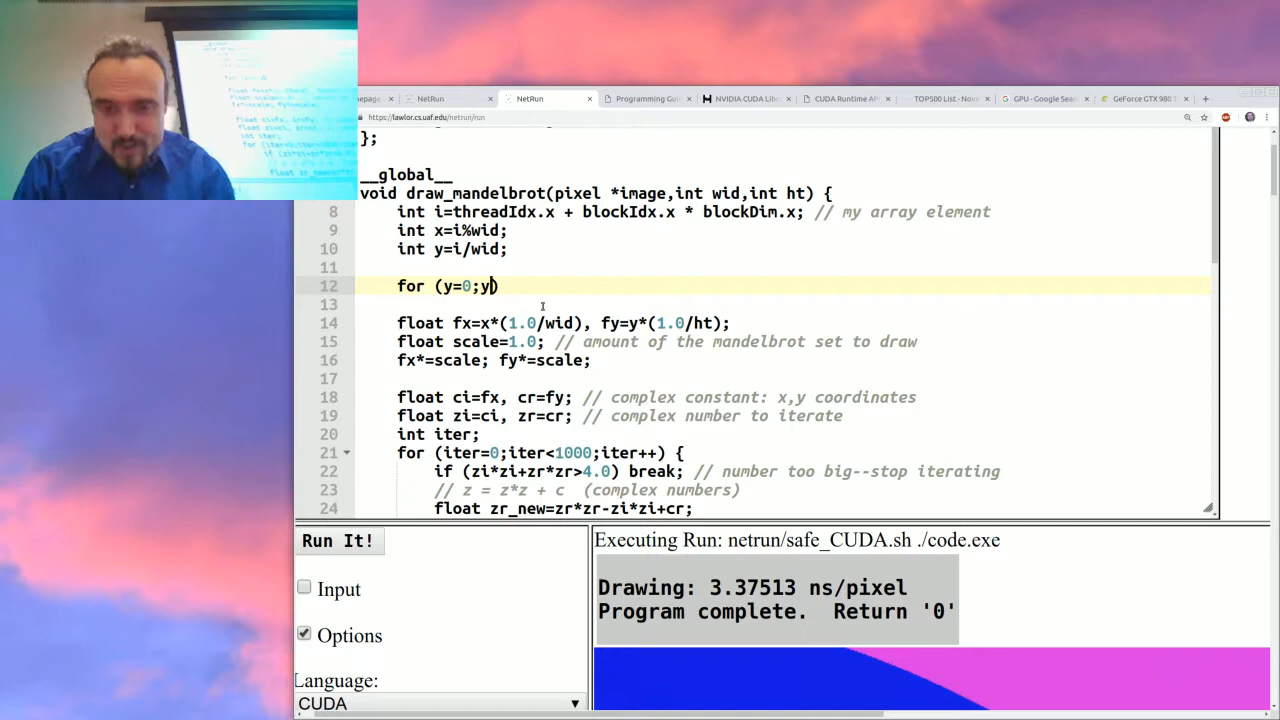 NetRun
NetRun
Programming Gui
NVIDIA CUDA Libr
CUDA Runtime AP
TOP500 List - Nove
GPU - Google Sear
GeForce GTX 980
https://lawlor.cs.uaf.edu/netrun/run
};
__global__
void draw_mandelbrot(pixel *image,int wid,int ht) {
8 int i=threadIdx.x + blockIdx.x * blockDim.x; // my array element
9 int x=i%wid;
10 int y=i/wid;
11
12 for (y=0;y)
13
14 float fx=x*(1.0/wid), fy=y*(1.0/ht);
15 float scale=1.0; // amount of the mandelbrot set to draw
16 fx*=scale; fy*=scale;
17
18 float ci=fx, cr=fy; // complex constant: x,y coordinates
19 float zi=ci, zr=cr; // complex number to iterate
20 int iter;
21 for (iter=0;iter<1000;iter++) {
22 if (zi*zi+zr*zr>4.0) break; // number too big--stop iterating
23 // z = z*z + c (complex numbers)
24 float zr_new=zr*zr-zi*zi+cr;
Run It!
Input
Options
Language:
CUDA
Executing Run: netrun/safe_CUDA.sh ./code.exe
Drawing: 3.37513 ns/pixel
Program complete. Return '0'